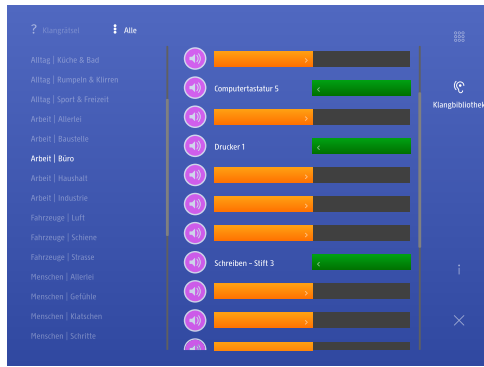 ? Klangrätsel
Alle
Alltag | Küche & Bad
Alltag | Rumpeln & Klirren
Alltag | Sport & Freizeit
Arbeit | Allerlei
Arbeit | Baustelle
Arbeit | Büro
Arbeit | Haushalt
Arbeit | Industrie
Fahrzeuge | Luft
Fahrzeuge | Schiene
Fahrzeuge | Strasse
Menschen | Allerlei
Menschen | Gefühle
Menschen | Klatschen
Menschen | Schritte
Computertastatur 5
Drucker 1
Schreiben – Stift 3
Klangbibliothek
i